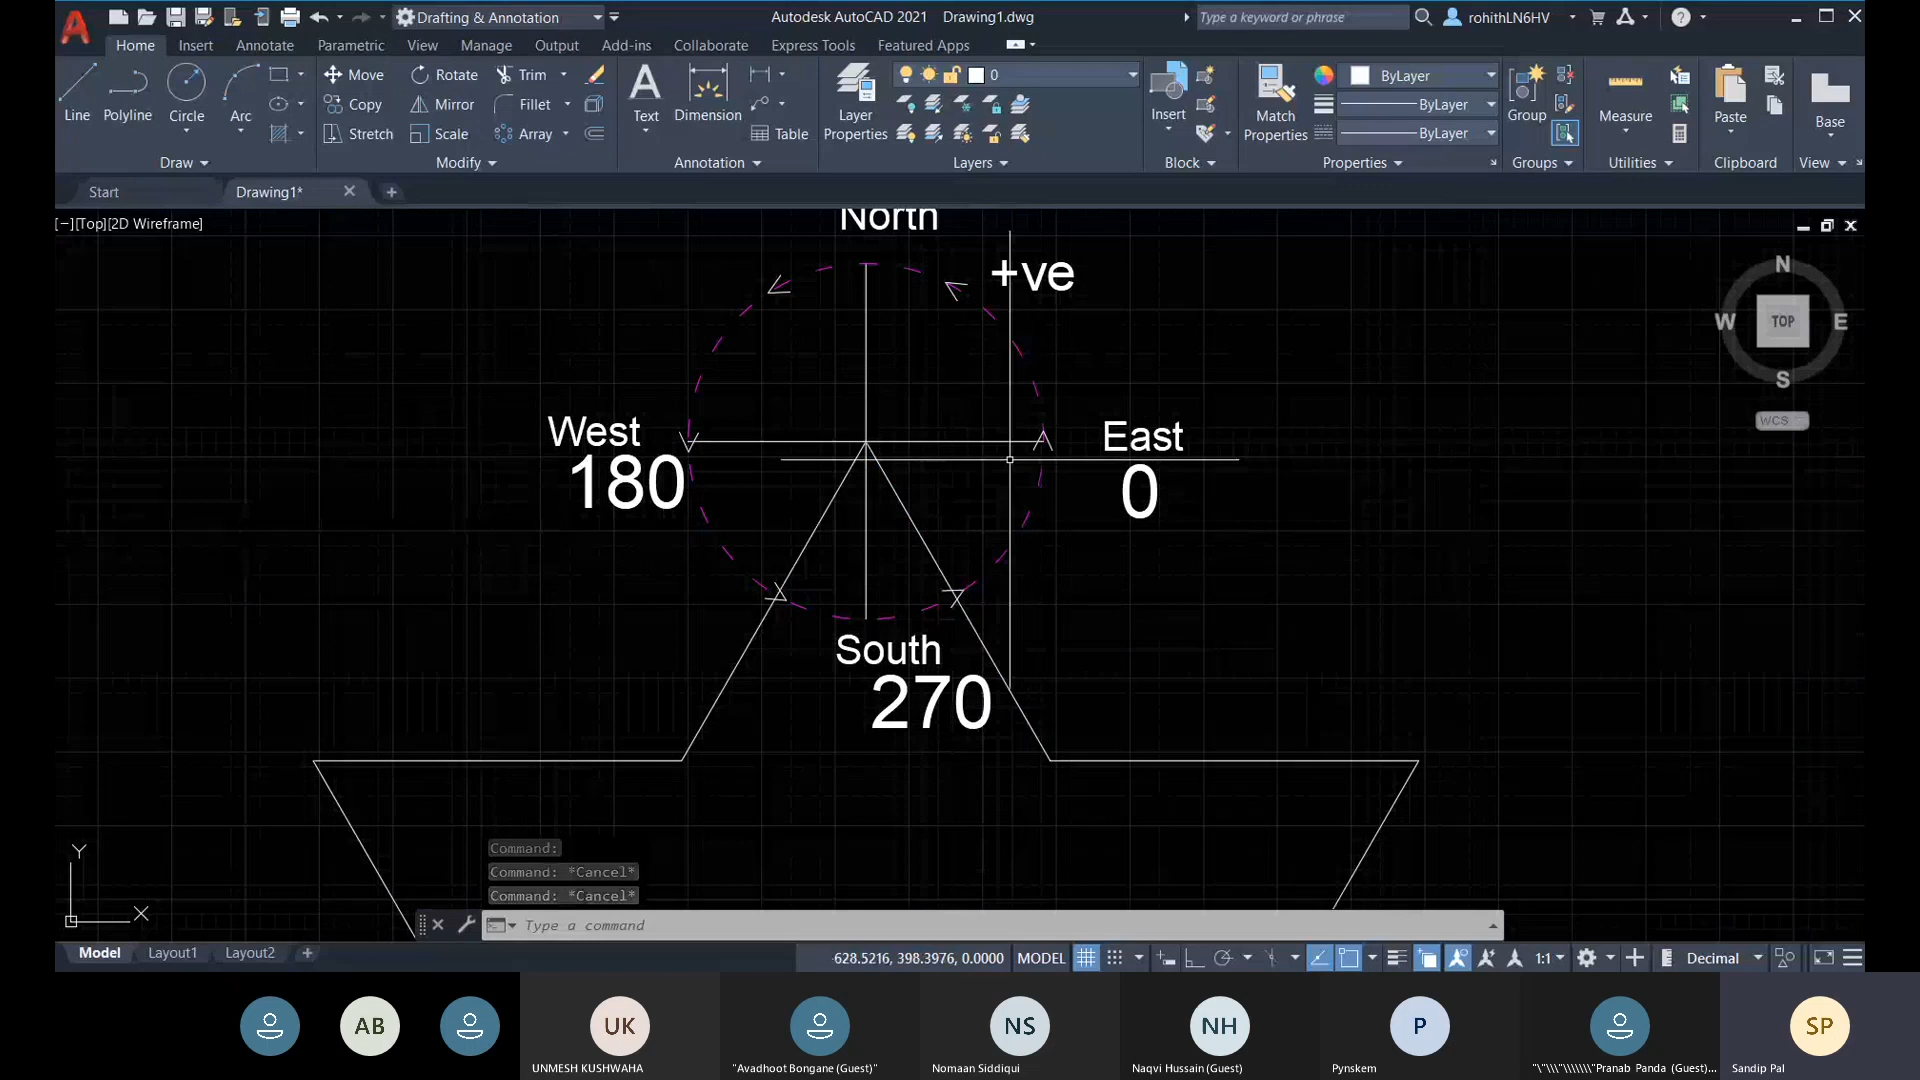 Drafting & Annotation
Autodesk AutoCAD 2021 Drawing1.dwg
Type a keyword or phrase
rohithLN6HV
Home Insert Annotate Parametric View Manage Output Add-ins Collaborate Express Tools Featured Apps
Line Polyline Circle Arc
Move Rotate Trim
Copy Mirror Fillet
Stretch Scale Array
Text Dimension Table
Layer Properties
0
Insert
Match Properties
ByLayer
ByLayer
ByLayer
Group
Measure
Paste
Base
Draw Modify Annotation Layers Block Properties Groups Utilities Clipboard View
Start Drawing1*
[−][Top][2D Wireframe]
North
+ve
N
W TOP E
S
WCS
West
180
East
0
South
270
Y
X
Command:
Command: *Cancel*
Command: *Cancel*
Type a command
Model Layout1 Layout2
-628.5216, 398.3976, 0.0000 MODEL
1:1
Decimal
AB UK NS NH P SP
UNMESH KUSHWAHA
"Avadhoot Bongane (Guest)"
Nomaan Siddiqui
Naqvi Hussain (Guest)
Pynskem
"\"\\\"\\\\\\\"Pranab Panda (Guest)...
Sandip Pal